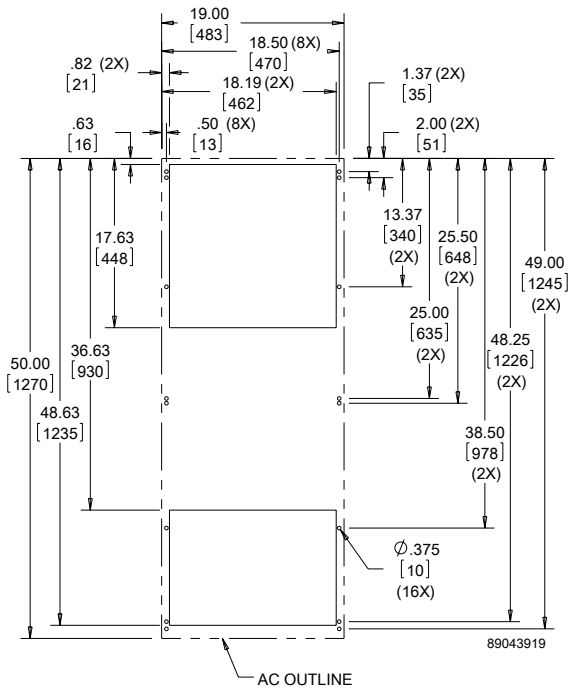 19.00
[483]
18.50 (8X)
[470]
.82 (2X)
[21]
18.19 (2X)
[462]
1.37 (2X)
[35]
.63
[16]
.50 (8X)
[13]
2.00 (2X)
[51]
17.63
[448]
13.37
[340]
(2X)
25.50
[648]
(2X)
49.00
[1245]
(2X)
25.00
[635]
(2X)
48.25
[1226]
(2X)
36.63
[930]
50.00
[1270]
48.63
[1235]
38.50
[978]
(2X)
Ø.375
[10]
(16X)
89043919
AC OUTLINE